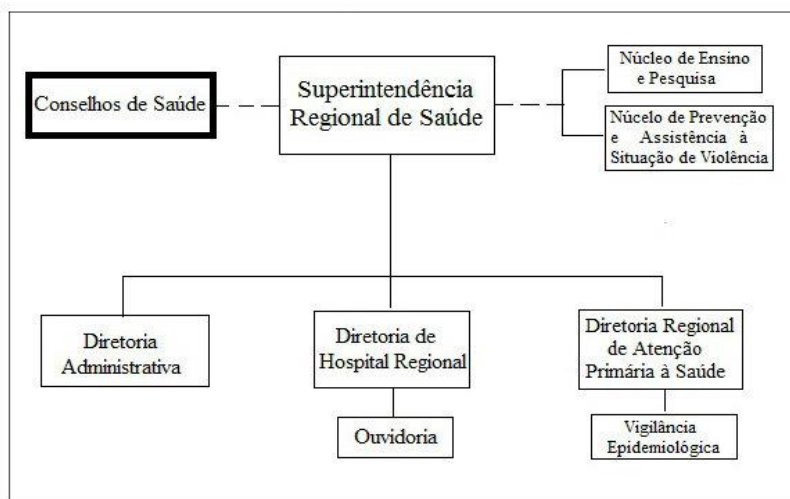 Conselhos de Saúde
Superintendência
Regional de Saúde
Núcleo de Ensino
e Pesquisa
Núcelo de Prevenção
e Assistência à
Situação de Violência
Diretoria
Administrativa
Diretoria de
Hospital Regional
Diretoria Regional
de Atenção
Primária à Saúde
Ouvidoria
Vigilância
Epidemiológica